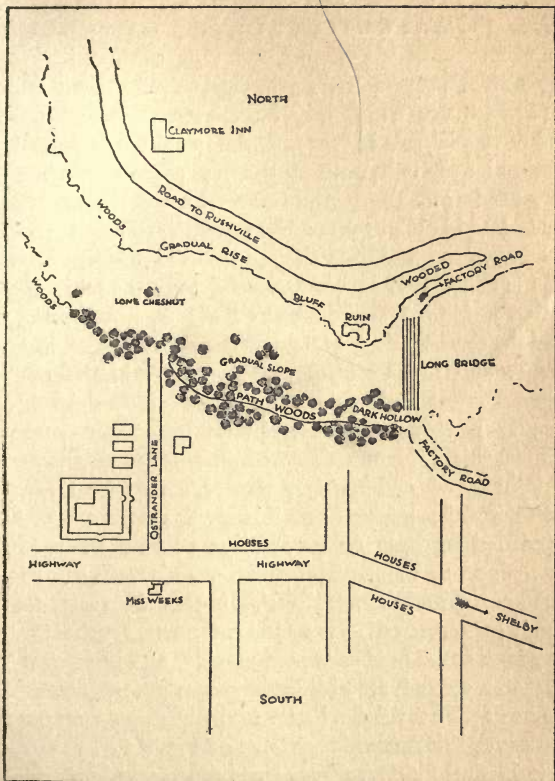 NORTH
CLAYMORE INN
ROAD TO RUSHVILLE
WOODS
GRADUAL RISE
WOODED
FACTORY ROAD
BLUFF
WOODS
LONE CHESNUT
RUIN
LONG BRIDGE
GRADUAL SLOPE
PATH WOODS
DARK HOLLOW
FACTORY ROAD
OSTRANDER LANE
HOUSES
HIGHWAY
HIGHWAY
HOUSES
HOUSES
MISS WEEKS
SHELBY
SOUTH